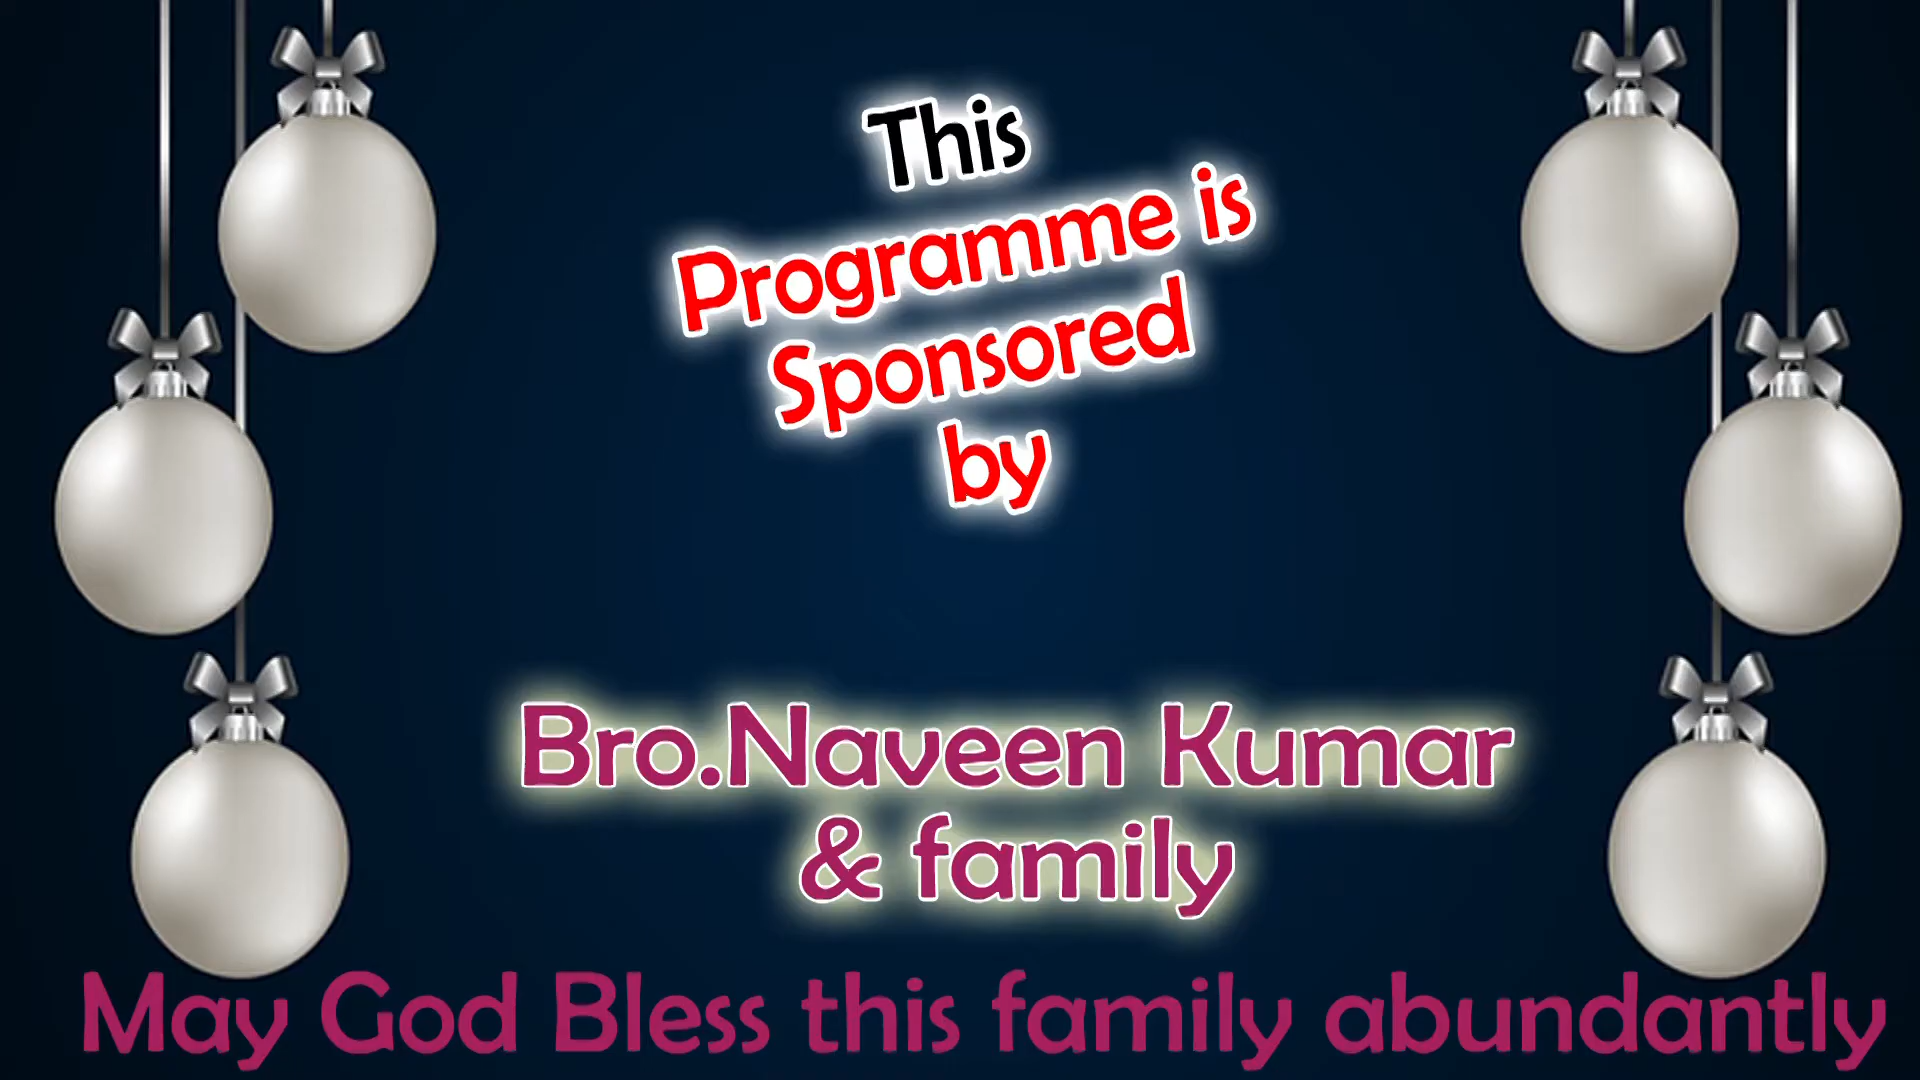 This
Programme is
Sponsored
by
Bro.Naveen Kumar
& family
May God Bless this family abundantly